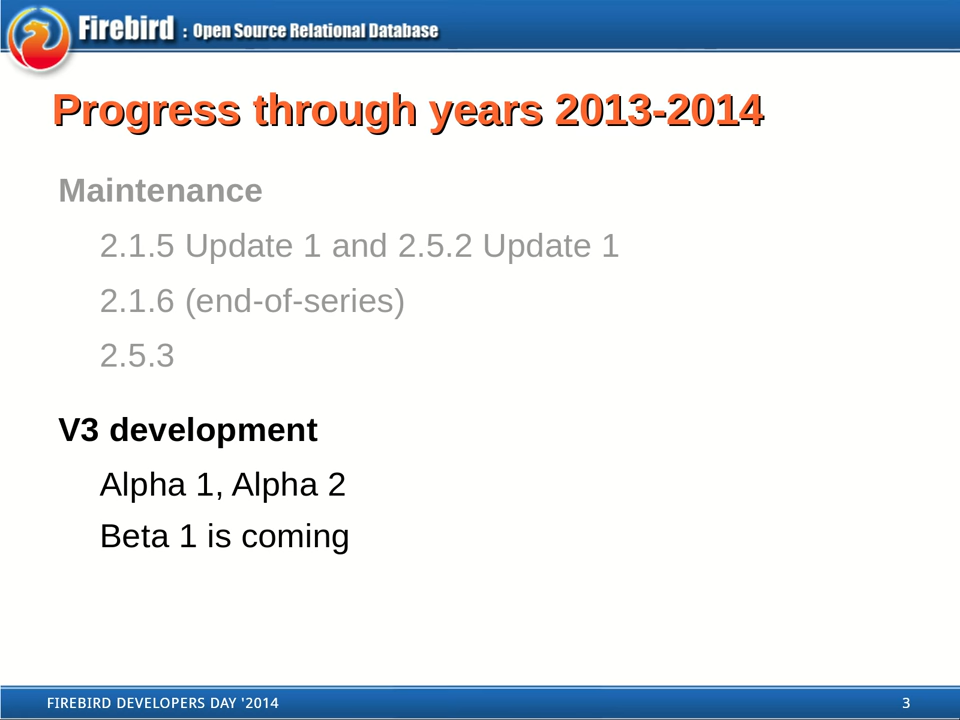 Firebird : Open Source Relational Database
Progress through years 2013-2014
Maintenance
2.1.5 Update 1 and 2.5.2 Update 1
2.1.6 (end-of-series)
2.5.3
V3 development
Alpha 1, Alpha 2
Beta 1 is coming
FIREBIRD DEVELOPERS DAY '2014 3